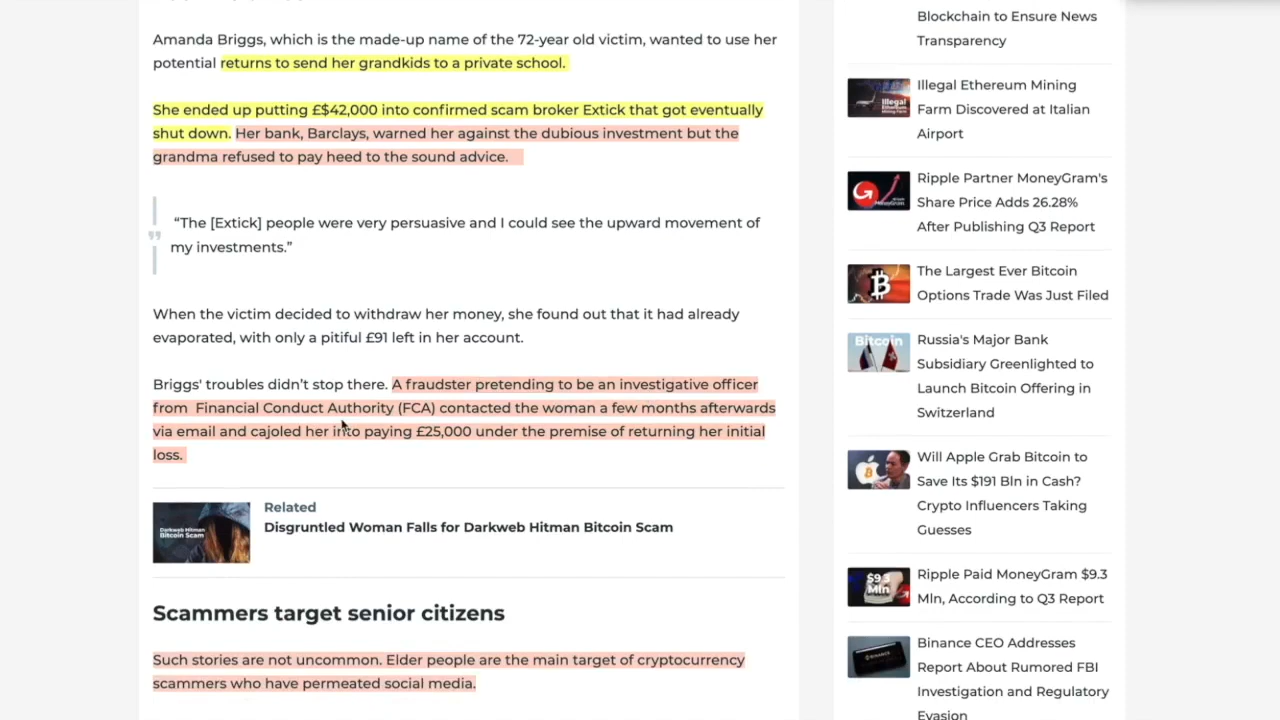 Amanda Briggs, which is the made-up name of the 72-year old victim, wanted to use her
potential returns to send her grandkids to a private school.
She ended up putting £$42,000 into confirmed scam broker Extick that got eventually
shut down. Her bank, Barclays, warned her against the dubious investment but the
grandma refused to pay heed to the sound advice.
“The [Extick] people were very persuasive and I could see the upward movement of
my investments.”
When the victim decided to withdraw her money, she found out that it had already
evaporated, with only a pitiful £91 left in her account.
Briggs' troubles didn’t stop there. A fraudster pretending to be an investigative officer
from Financial Conduct Authority (FCA) contacted the woman a few months afterwards
via email and cajoled her into paying £25,000 under the premise of returning her initial
loss.
Darkweb Hitman
Bitcoin Scam
Related
Disgruntled Woman Falls for Darkweb Hitman Bitcoin Scam
Scammers target senior citizens
Such stories are not uncommon. Elder people are the main target of cryptocurrency
scammers who have permeated social media.
Blockchain to Ensure News
Transparency
Illegal
Illegal Ethereum Mining
Farm Discovered at Italian
Airport
MoneyGram
Ripple Partner MoneyGram's
Share Price Adds 26.28%
After Publishing Q3 Report
The Largest Ever Bitcoin
Options Trade Was Just Filed
Bitcoin
Russia's Major Bank
Subsidiary Greenlighted to
Launch Bitcoin Offering in
Switzerland
Will Apple Grab Bitcoin to
Save Its $191 Bln in Cash?
Crypto Influencers Taking
Guesses
$9.3
Mln
Ripple Paid MoneyGram $9.3
Mln, According to Q3 Report
BINANCE
Binance CEO Addresses
Report About Rumored FBI
Investigation and Regulatory
Evasion